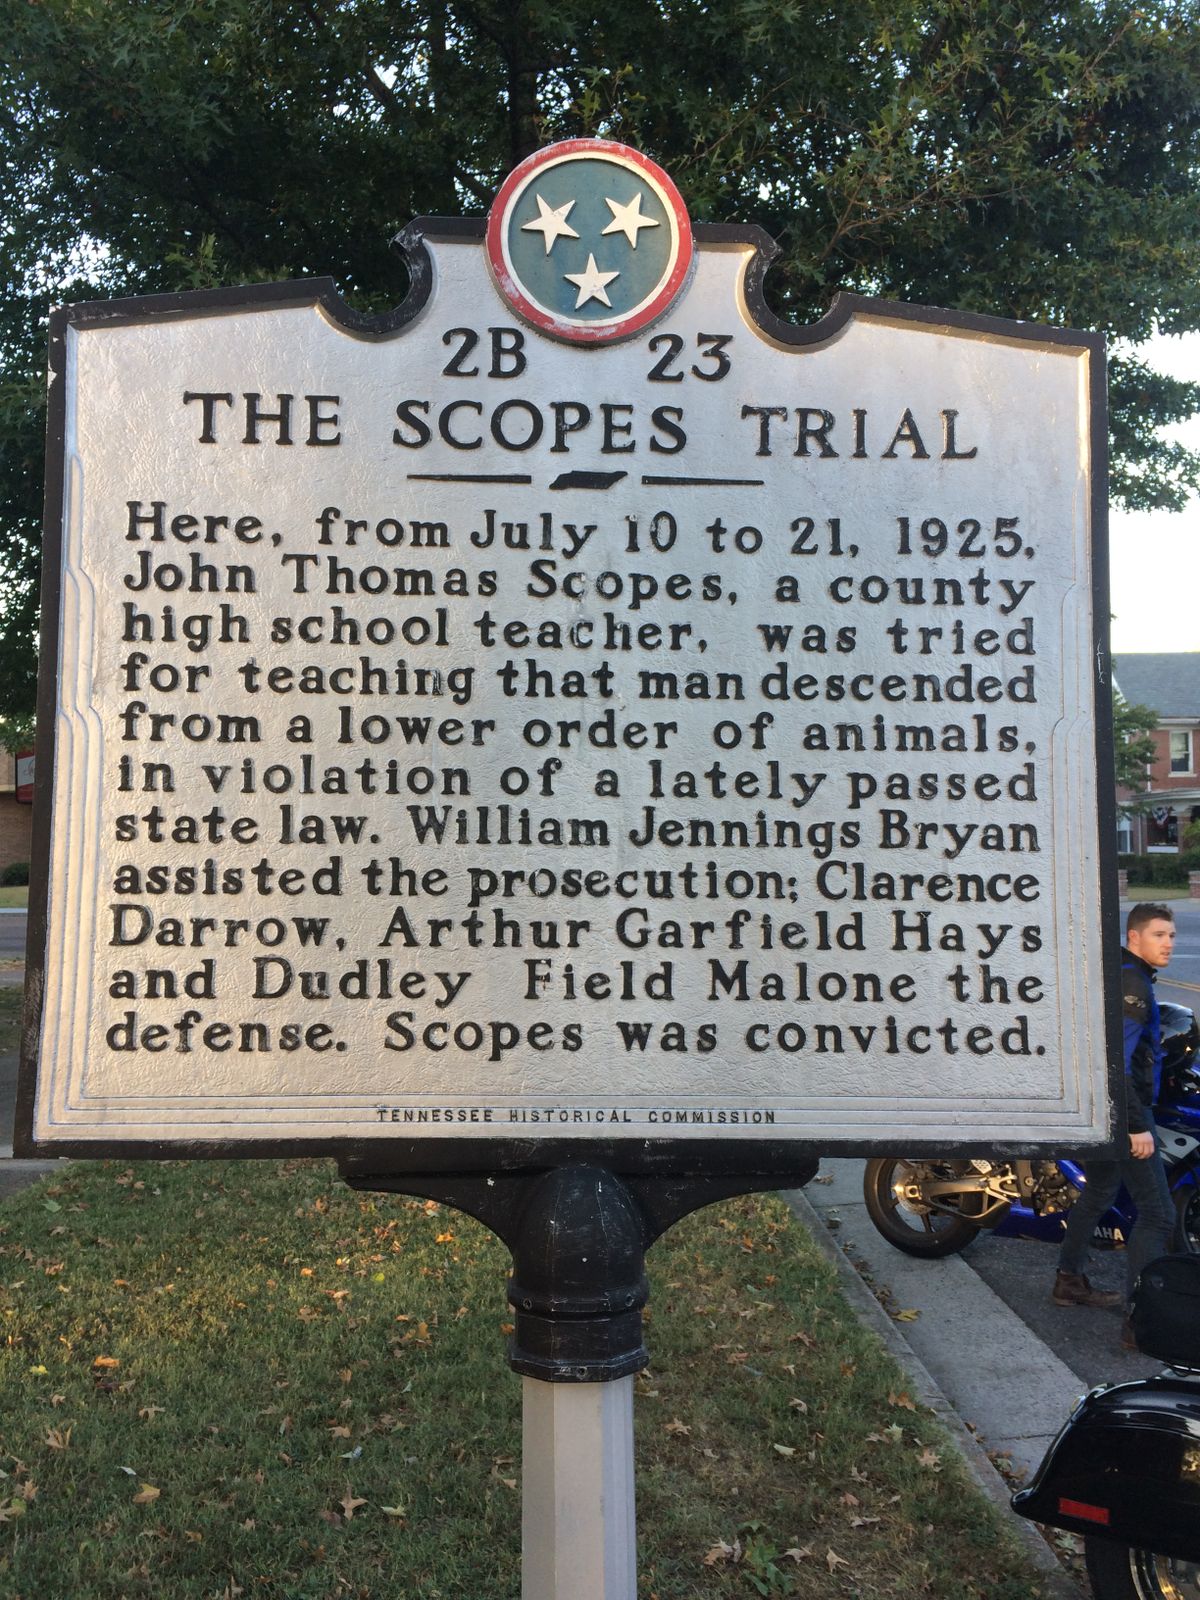 2B 23
THE SCOPES TRIAL
Here, from July 10 to 21, 1925,
John Thomas Scopes, a county
high school teacher, was tried
for teaching that man descended
from a lower order of animals,
in violation of a lately passed
state law. William Jennings Bryan
assisted the prosecution; Clarence
Darrow, Arthur Garfield Hays
and Dudley Field Malone the
defense. Scopes was convicted.
TENNESSEE HISTORICAL COMMISSION